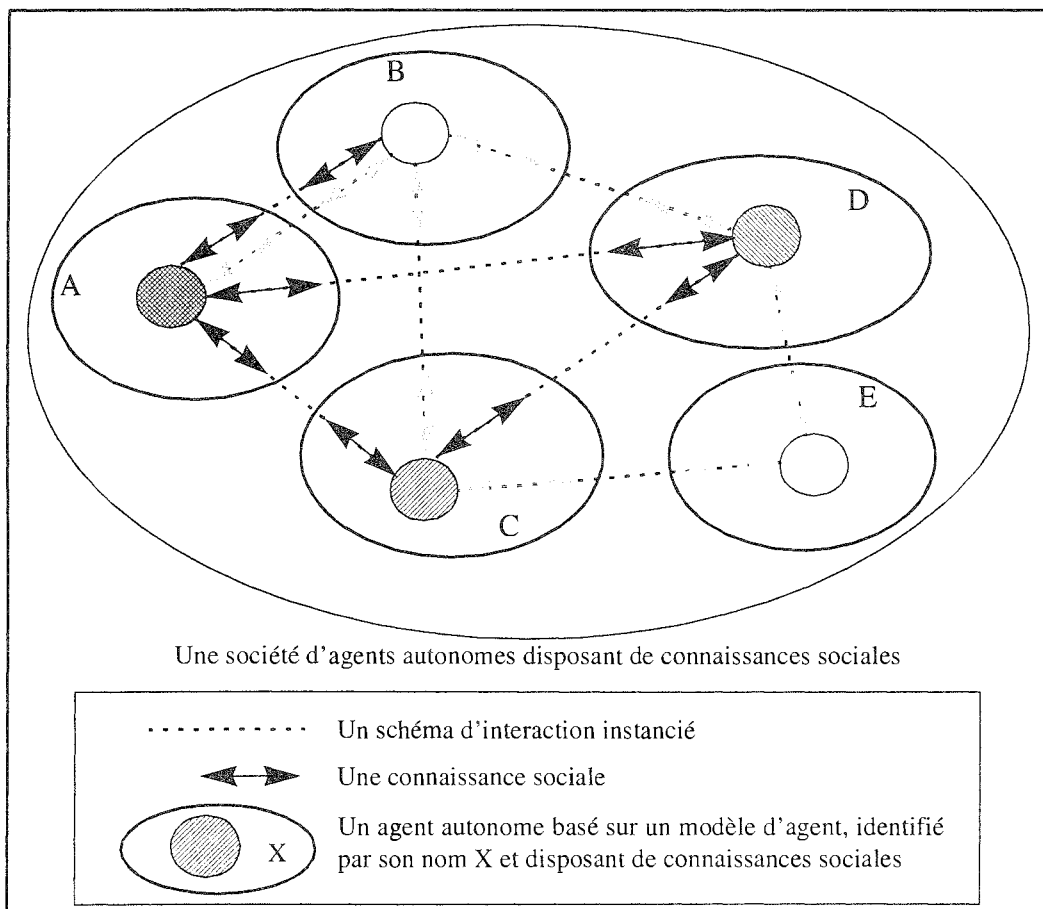 B
D
A
E
C
Une société d'agents autonomes disposant de connaissances sociales
Un schéma d'interaction instancié
Une connaissance sociale
Un agent autonome basé sur un modèle d'agent, identifié
par son nom X et disposant de connaissances sociales
X